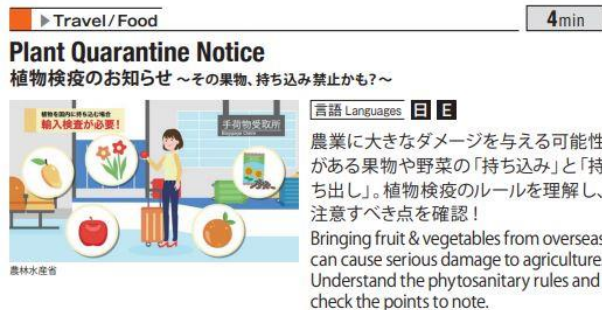 ▶Travel/Food
4min
Plant Quarantine Notice
植物検疫のお知らせ ~その果物、持ち込み禁止かも?~
植物を国内に持ち込む場合
輸入検査が必要!
手荷物受取所
Baggage Claim
農林水産省
言語 Languages 日 E
農業に大きなダメージを与える可能性
がある果物や野菜の「持ち込み」と「持
ち出し」。植物検疫のルールを理解し、
注意すべき点を確認!
Bringing fruit & vegetables from overseas
can cause serious damage to agriculture.
Understand the phytosanitary rules and
check the points to note.